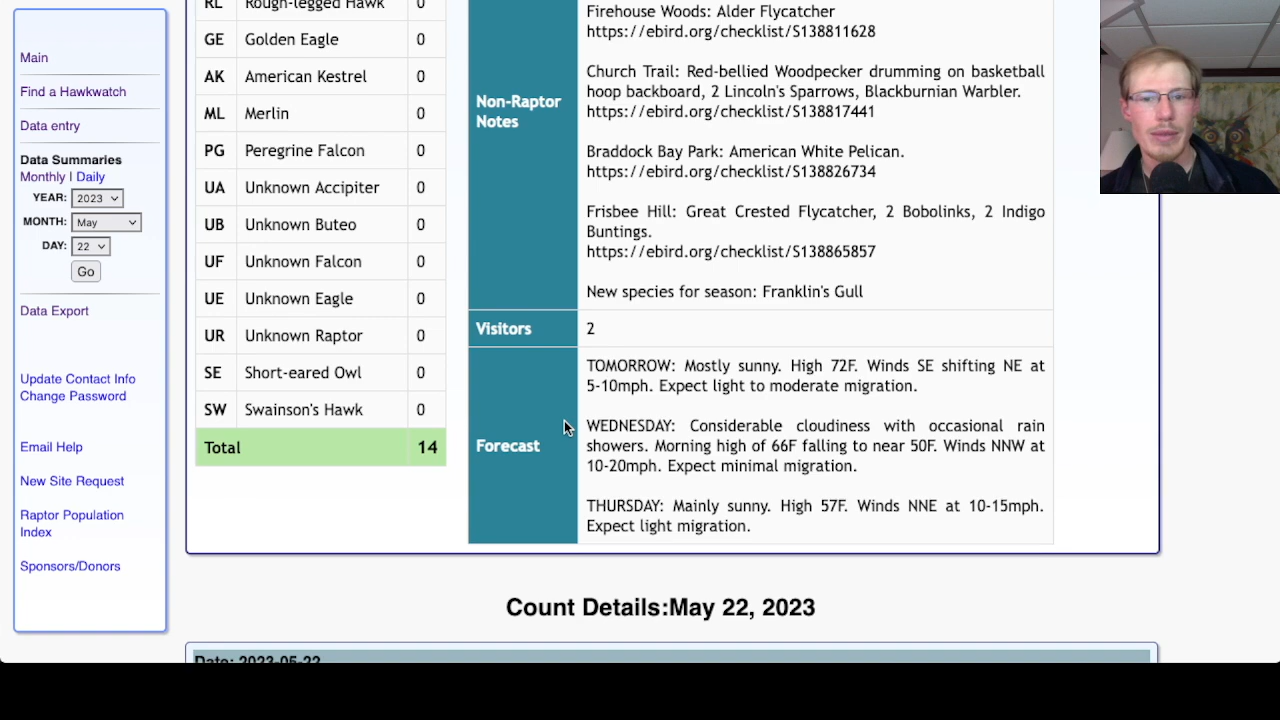 Main
Find a Hawkwatch
Data entry
Data Summaries
Monthly | Daily
YEAR: 2023
MONTH: May
DAY: 22
Go
Data Export
Update Contact Info
Change Password
Email Help
New Site Request
Raptor Population
Index
Sponsors/Donors
RL Rough-legged Hawk 0
GE Golden Eagle 0
AK American Kestrel 0
ML Merlin 0
PG Peregrine Falcon 0
UA Unknown Accipiter 0
UB Unknown Buteo 0
UF Unknown Falcon 0
UE Unknown Eagle 0
UR Unknown Raptor 0
SE Short-eared Owl 0
SW Swainson's Hawk 0
Total 14
Non-Raptor
Notes
Firehouse Woods: Alder Flycatcher
https://ebird.org/checklist/S138811628
Church Trail: Red-bellied Woodpecker drumming on basketball
hoop backboard, 2 Lincoln's Sparrows, Blackburnian Warbler.
https://ebird.org/checklist/S138817441
Braddock Bay Park: American White Pelican.
https://ebird.org/checklist/S138826734
Frisbee Hill: Great Crested Flycatcher, 2 Bobolinks, 2 Indigo
Buntings.
https://ebird.org/checklist/S138865857
New species for season: Franklin's Gull
Visitors 2
Forecast
TOMORROW: Mostly sunny. High 72F. Winds SE shifting NE at
5-10mph. Expect light to moderate migration.
WEDNESDAY: Considerable cloudiness with occasional rain
showers. Morning high of 66F falling to near 50F. Winds NNW at
10-20mph. Expect minimal migration.
THURSDAY: Mainly sunny. High 57F. Winds NNE at 10-15mph.
Expect light migration.
Count Details:May 22, 2023
Date: 2023-05-22